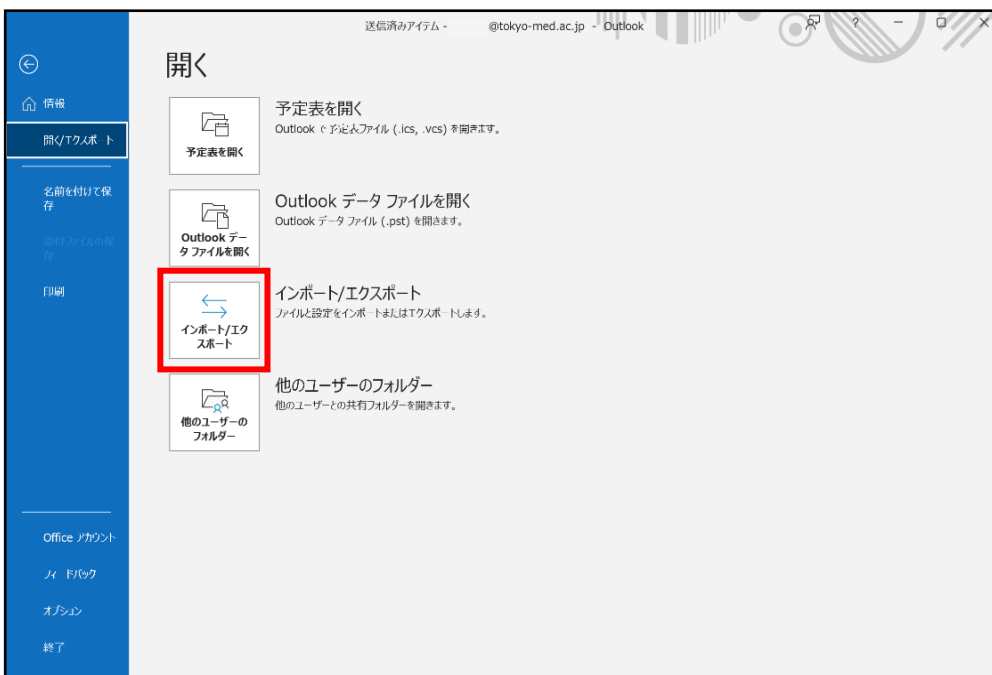 送信済みアイテム - @tokyo-med.ac.jp - Outlook
?
開く
情報
開く/エクスポート
名前を付けて保
存
添付ファイルの保
存
印刷
Office アカウント
フィードバック
オプション
終了
予定表を開く
予定表を開く
Outlook で予定表ファイル (.ics, .vcs) を開きます。
Outlook デー
タ ファイルを開く
Outlook データ ファイルを開く
Outlook データ ファイル (.pst) を開きます。
インポート/エク
スポート
インポート/エクスポート
ファイルと設定をインポートまたはエクスポートします。
他のユーザーの
フォルダー
他のユーザーのフォルダー
他のユーザーとの共有フォルダーを開きます。